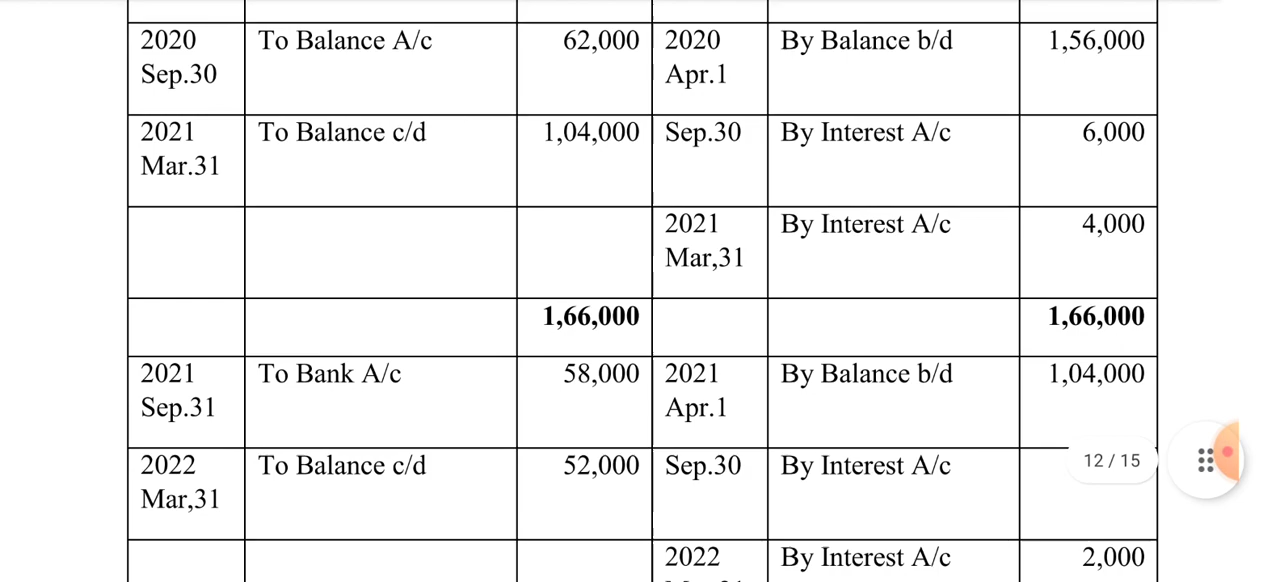 2020 To Balance A/c 62,000 2020 By Balance b/d 1,56,000
Sep.30 Apr.1
2021 To Balance c/d 1,04,000 Sep.30 By Interest A/c 6,000
Mar.31
2021 By Interest A/c 4,000
Mar,31
1,66,000 1,66,000
2021 To Bank A/c 58,000 2021 By Balance b/d 1,04,000
Sep.31 Apr.1
2022 To Balance c/d 52,000 Sep.30 By Interest A/c 12 / 15
Mar,31
2022 By Interest A/c 2,000